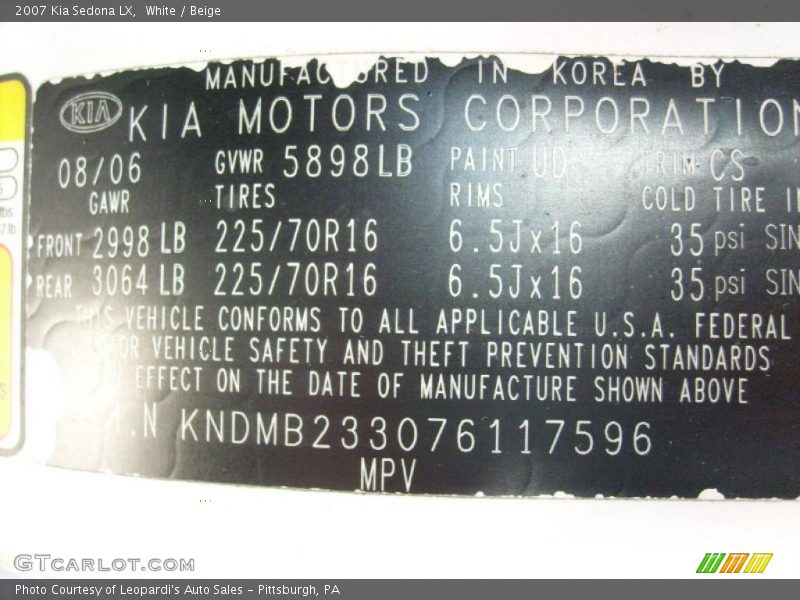 2007 Kia Sedona LX, White / Beige
MANUFACTURED IN KOREA BY
KIA KIA MOTORS CORPORATION
08/06 GVWR 5898LB PAINT UD TRIM CS
GAWR TIRES RIMS COLD TIRE
FRONT 2998 LB 225/70R16 6.5Jx16 35 psi SIN
REAR 3064 LB 225/70R16 6.5Jx16 35 psi SIN
THIS VEHICLE CONFORMS TO ALL APPLICABLE U.S.A. FEDERAL
VEHICLE SAFETY AND THEFT PREVENTION STANDARDS
EFFECT ON THE DATE OF MANUFACTURE SHOWN ABOVE
.N KNDMB233076117596
MPV
GTCARLOT.COM
Photo Courtesy of Leopardi's Auto Sales - Pittsburgh, PA